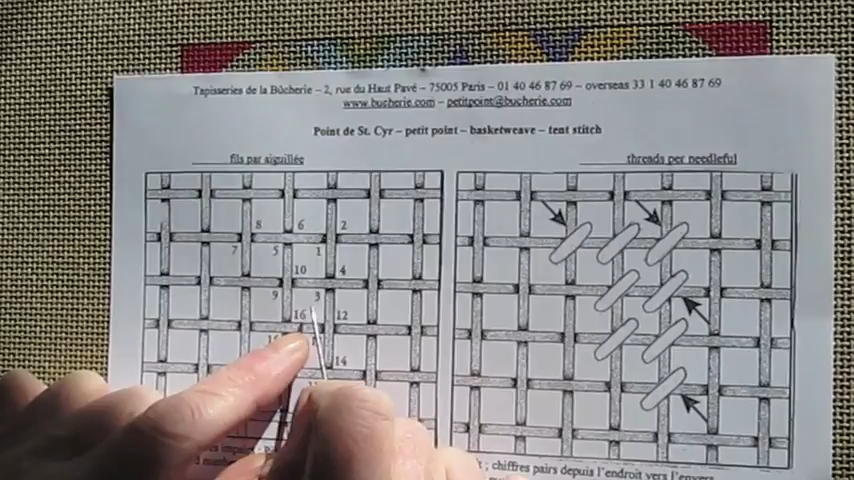 Tapisseries de la Bûcherie – 2, rue du Haut Pavé – 75005 Paris – 01 40 46 87 69 – overseas 33 1 40 46 87 69
www.bucherie.com – petitpoint@bucherie.com
Point de St. Cyr – petit point – basketweave – tent stitch
fils par aiguillée
threads per needleful
8 6 2
7 5 1
10 4
9 3
16 12
14
; chiffres pairs depuis l'endroit vers l'envers